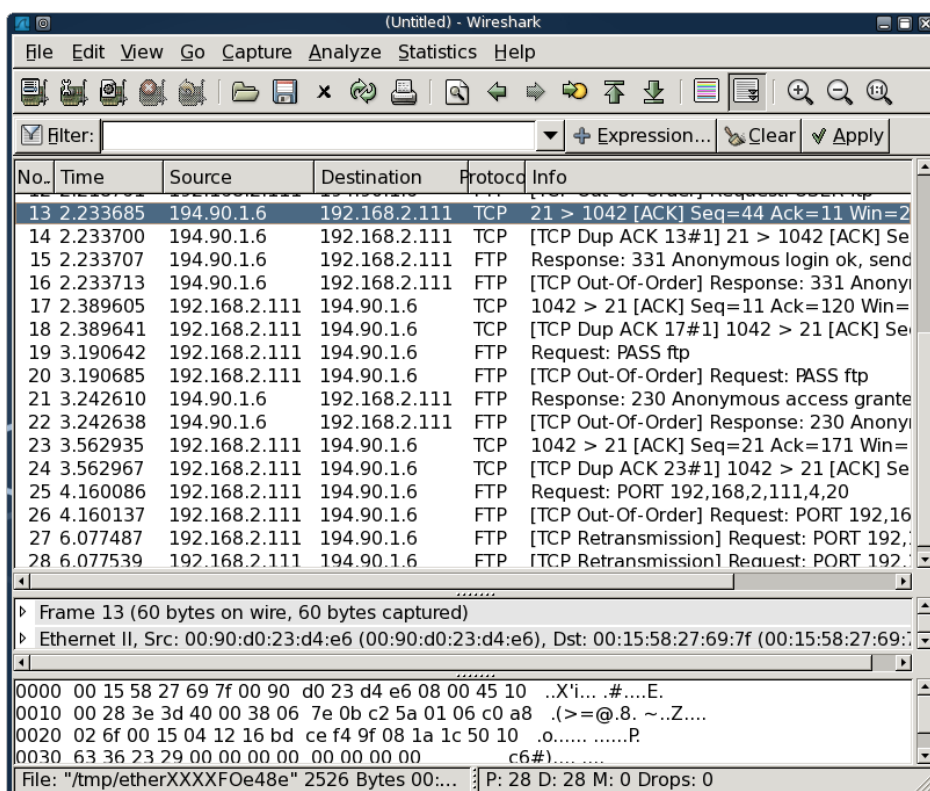 (Untitled) - Wireshark
File Edit View Go Capture Analyze Statistics Help
Filter: Expression... Clear Apply
No. Time Source Destination Protoco Info
13 2.233685 194.90.1.6 192.168.2.111 TCP 21 > 1042 [ACK] Seq=44 Ack=11 Win=2
14 2.233700 194.90.1.6 192.168.2.111 TCP [TCP Dup ACK 13#1] 21 > 1042 [ACK] Se
15 2.233707 194.90.1.6 192.168.2.111 FTP Response: 331 Anonymous login ok, send
16 2.233713 194.90.1.6 192.168.2.111 FTP [TCP Out-Of-Order] Response: 331 Anony
17 2.389605 192.168.2.111 194.90.1.6 TCP 1042 > 21 [ACK] Seq=11 Ack=120 Win=
18 2.389641 192.168.2.111 194.90.1.6 TCP [TCP Dup ACK 17#1] 1042 > 21 [ACK] Se
19 3.190642 192.168.2.111 194.90.1.6 FTP Request: PASS ftp
20 3.190685 192.168.2.111 194.90.1.6 FTP [TCP Out-Of-Order] Request: PASS ftp
21 3.242610 194.90.1.6 192.168.2.111 FTP Response: 230 Anonymous access grante
22 3.242638 194.90.1.6 192.168.2.111 FTP [TCP Out-Of-Order] Response: 230 Anony
23 3.562935 192.168.2.111 194.90.1.6 TCP 1042 > 21 [ACK] Seq=21 Ack=171 Win=
24 3.562967 192.168.2.111 194.90.1.6 TCP [TCP Dup ACK 23#1] 1042 > 21 [ACK] Se
25 4.160086 192.168.2.111 194.90.1.6 FTP Request: PORT 192,168,2,111,4,20
26 4.160137 192.168.2.111 194.90.1.6 FTP [TCP Out-Of-Order] Request: PORT 192,16
27 6.077487 192.168.2.111 194.90.1.6 FTP [TCP Retransmission] Request: PORT 192,
28 6.077539 192.168.2.111 194.90.1.6 FTP [TCP Retransmission] Request: PORT 192.
Frame 13 (60 bytes on wire, 60 bytes captured)
Ethernet II, Src: 00:90:d0:23:d4:e6 (00:90:d0:23:d4:e6), Dst: 00:15:58:27:69:7f (00:15:58:27:69:
0000 00 15 58 27 69 7f 00 90 d0 23 d4 e6 08 00 45 10 ..X'i... .#....E.
0010 00 28 3e 3d 40 00 38 06 7e 0b c2 5a 01 06 c0 a8 .(>=@.8. ~..Z....
0020 02 6f 00 15 04 12 16 bd ce f4 9f 08 1a 1c 50 10 .o...... ......P.
0030 63 36 23 29 00 00 00 00 00 00 00 00 c6#).... ....
File: "/tmp/etherXXXXFOe48e" 2526 Bytes 00:... P: 28 D: 28 M: 0 Drops: 0